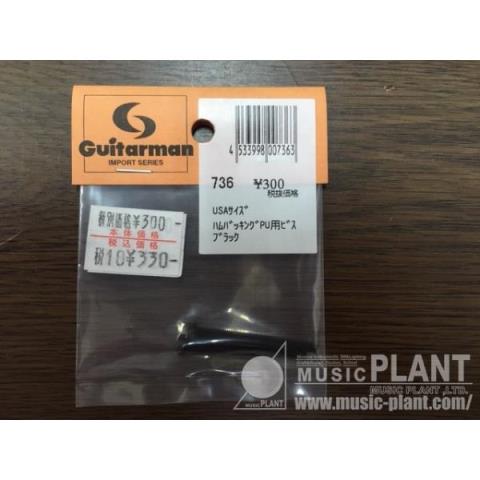 Guitarman
IMPORT SERIES
4 533998 007363
736 ¥300
税抜価格
USAサイズ
ハムバッキングPU用ビス
ブラック
税別価格¥300-
本体価格
税込価格
税10¥330-
MUSIC PLANT
MUSIC PLANT ,LTD.
MUSIC PLANT
www.music-plant.com/